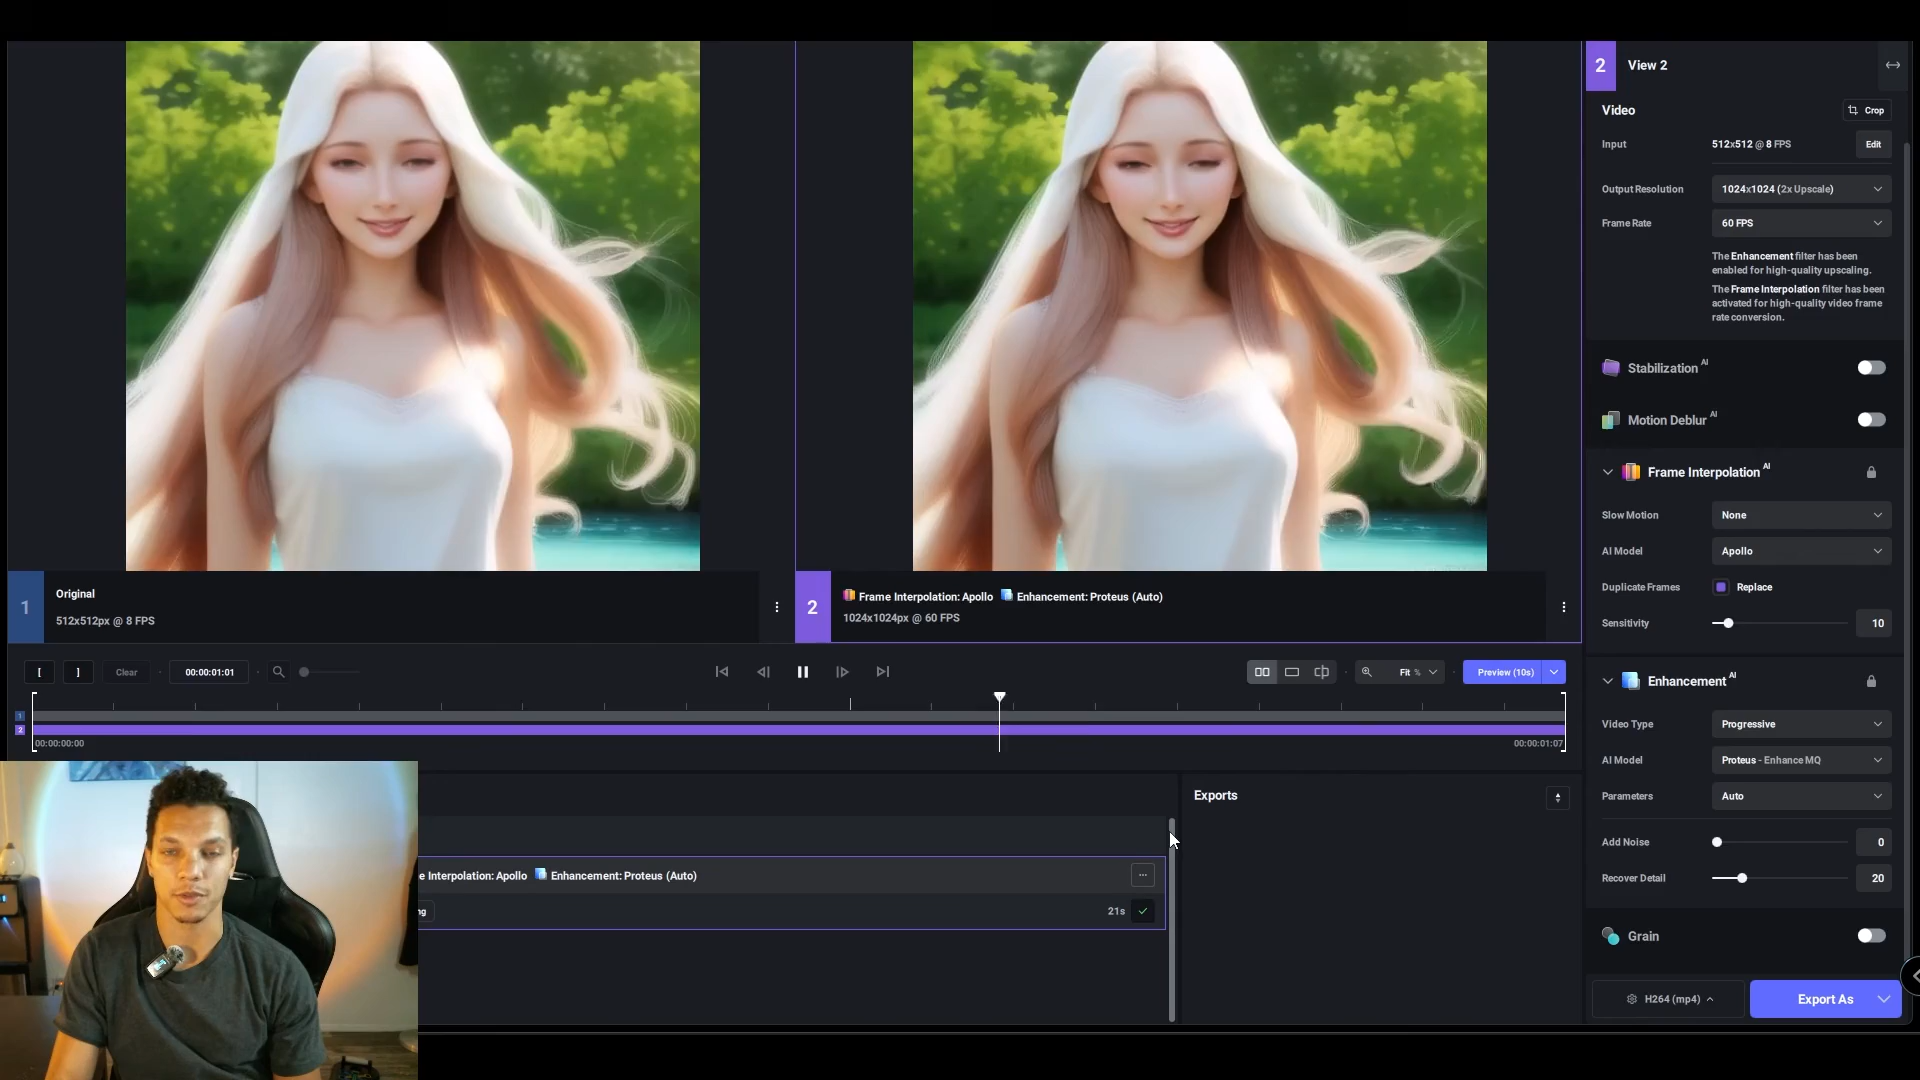 2 View 2
Video
Crop
Input 512x512 @ 8 FPS Edit
Output Resolution 1024x1024 (2x Upscale)
Frame Rate 60 FPS
The Enhancement filter has been
enabled for high-quality upscaling.
The Frame Interpolation filter has been
activated for high-quality video frame
rate conversion.
Stabilization AI
Motion Deblur AI
Frame Interpolation AI
Slow Motion None
AI Model Apollo
Duplicate Frames Replace
Sensitivity 10
Enhancement AI
Video Type Progressive
AI Model Proteus - Enhance MQ
Parameters Auto
Add Noise 0
Recover Detail 20
Grain
H264 (mp4)
Export As
1
Original
512x512px @ 8 FPS
2
Frame Interpolation: Apollo Enhancement: Proteus (Auto)
1024x1024px @ 60 FPS
[ ] Clear 00:00:01:01
Fit %
Preview (10s)
1
2
00:00:00:00
00:00:01:07
Exports
e Interpolation: Apollo Enhancement: Proteus (Auto)
ng
21s